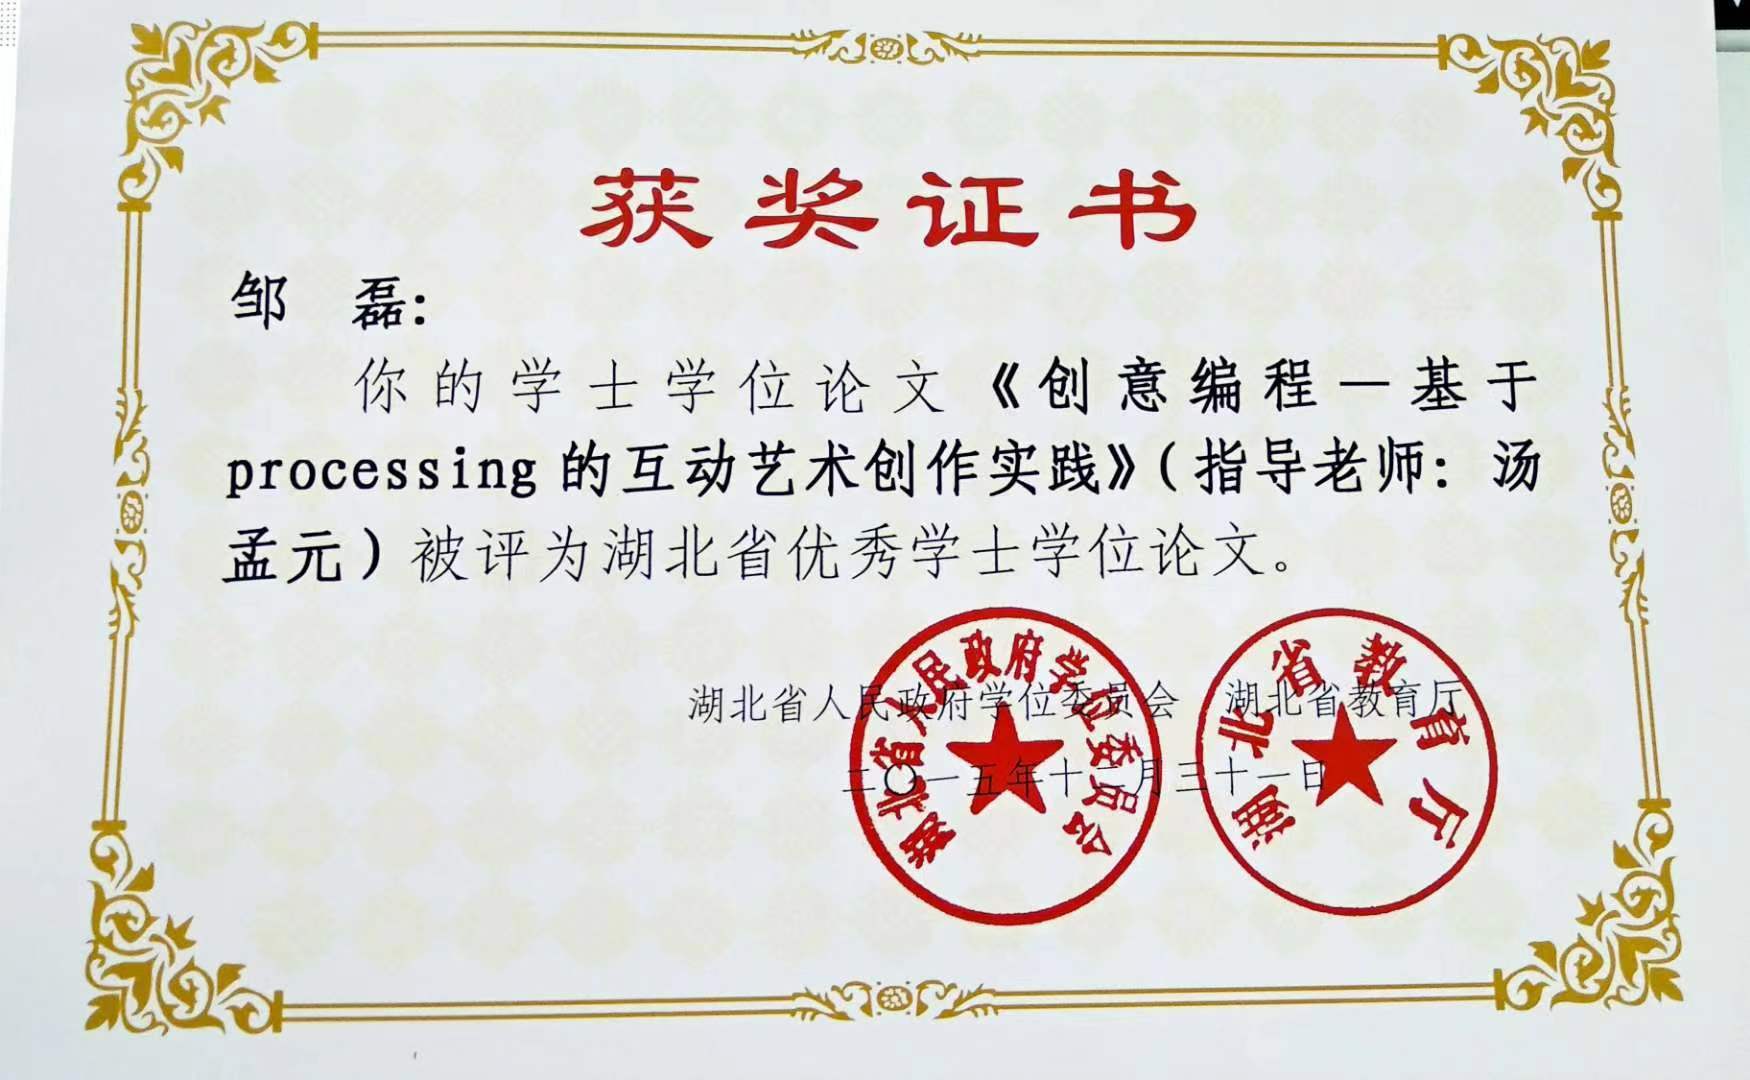 获奖证书
邹 磊:
你的学士学位论文《创意编程—基于
processing的互动艺术创作实践》(指导老师: 汤
孟元)被评为湖北省优秀学士学位论文。
湖北省人民政府学位委员会 湖北省教育厅
二〇一五年十二月三十一日
湖北省人民政府学位委员会
湖北省教育厅